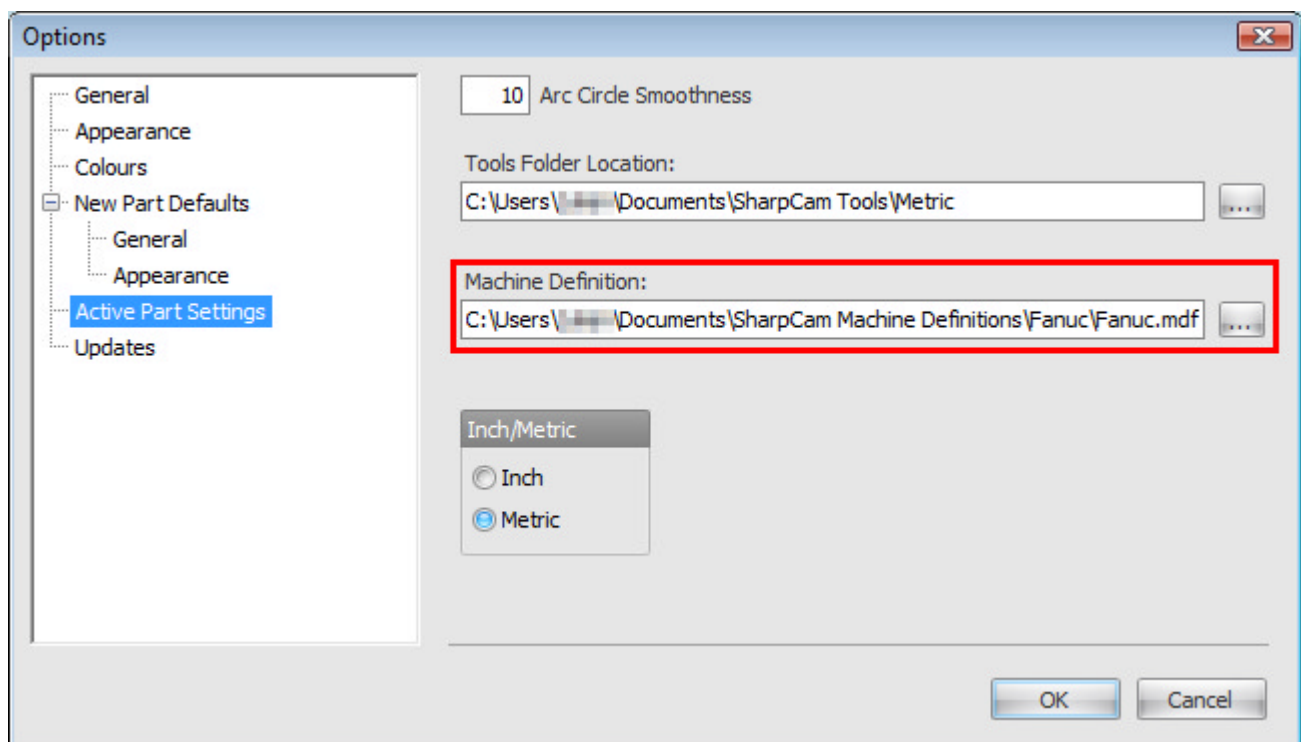 Options
General
Appearance
Colours
New Part Defaults
General
Appearance
Active Part Settings
Updates
10 Arc Circle Smoothness
Tools Folder Location:
C:\Users\ \Documents\SharpCam Tools\Metric
...
Machine Definition:
C:\Users\ \Documents\SharpCam Machine Definitions\Fanuc\Fanuc.mdf
...
Inch/Metric
Inch
Metric
OK
Cancel